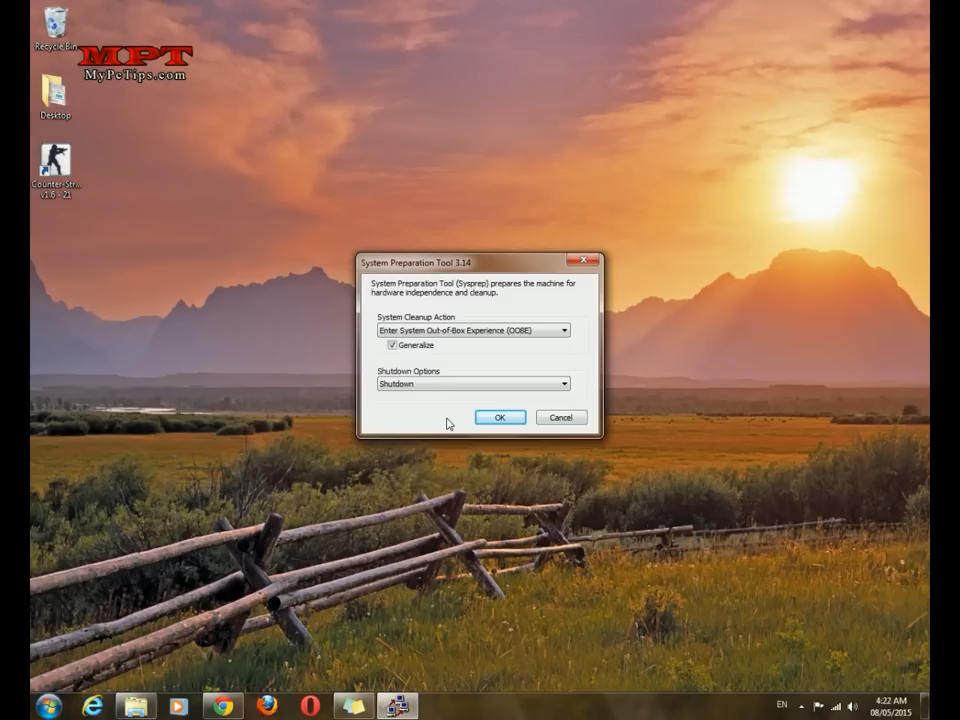 Recycle Bin
MPT
MyPcTips.com
Desktop
Counter-Str...
v1.6 - 21
System Preparation Tool 3.14
System Preparation Tool (Sysprep) prepares the machine for
hardware independence and cleanup.
System Cleanup Action
Enter System Out-of-Box Experience (OOBE)
Generalize
Shutdown Options
Shutdown
OK
Cancel
EN
4:22 AM
08/05/2015